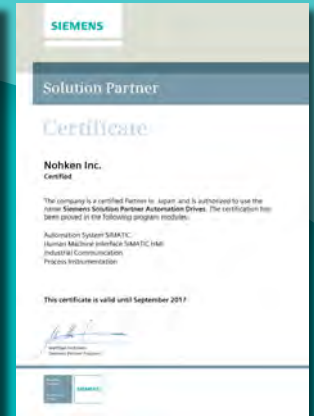 SIEMENS
Solution Partner
Certificate
Nohken Inc.
Certified
The company is a certified Partner in Japan and is authorized to use the
name Siemens Solution Partner Automation Drives. The certification has
been proved in the following program modules:
Automation System SIMATIC
Human Machine Interface SIMATIC HMI
Industrial Communication
Process Instrumentation
This certificate is valid until September 2017
SIEMENS